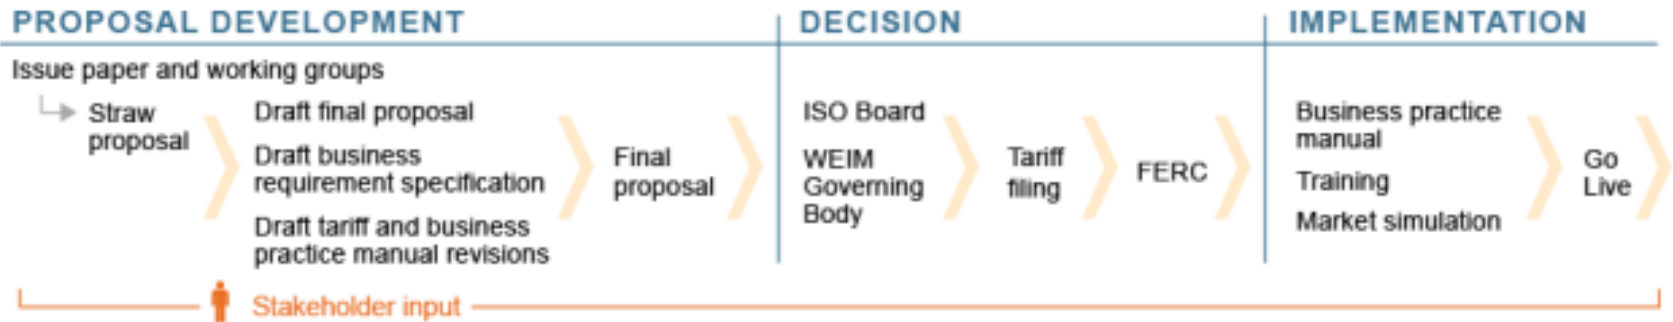 PROPOSAL DEVELOPMENT
Issue paper and working groups
Straw
proposal
Draft final proposal
Draft business
requirement specification
Draft tariff and business
practice manual revisions
Final
proposal
DECISION
ISO Board
WEIM
Governing
Body
Tariff
filing
FERC
IMPLEMENTATION
Business practice
manual
Training
Market simulation
Go
Live
Stakeholder input